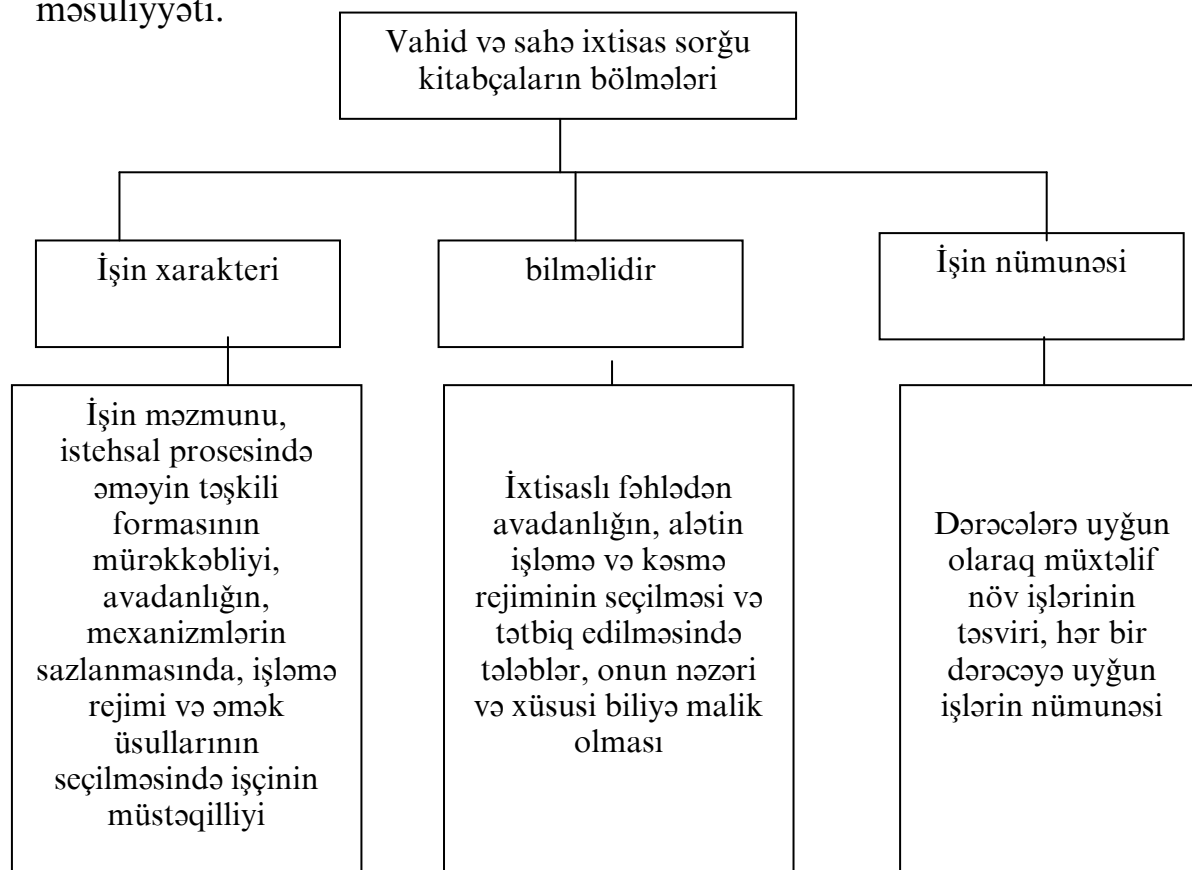 məsuliyyəti.
Vahid və sahə ixtisas sorğu
kitabçaların bölmələri
İşin xarakteri
bilməlidir
İşin nümunəsi
İşin məzmunu,
istehsal prosesində
əməyin təşkili
formasının
mürəkkəbliyi,
avadanlığın,
mexanizmlərin
sazlanmasında, işləmə
rejimi və əmək
üsullarının
seçilməsində işçinin
müstəqilliyi
İxtisaslı fəhlədən
avadanlığın, alətin
işləmə və kəsmə
rejiminin seçilməsi və
tətbiq edilməsində
tələblər, onun nəzəri
və xüsusi biliyə malik
olması
Dərəcələrə uyğun
olaraq müxtəlif
növ işlərinin
təsviri, hər bir
dərəcəyə uyğun
işlərin nümunəsi